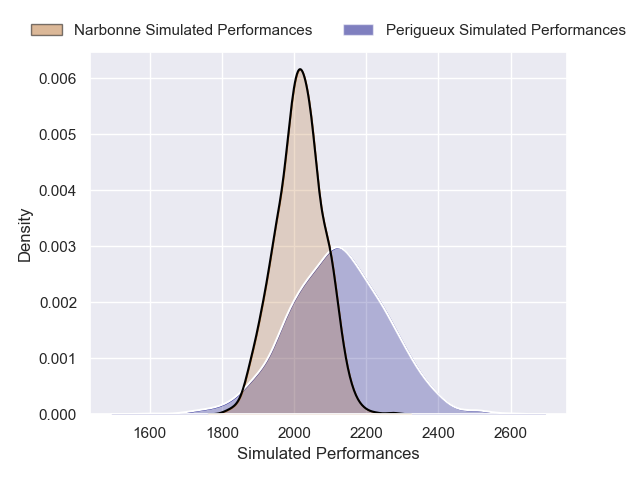 Narbonne Simulated Performances Perigueux Simulated Performances
0.006
0.005
0.004
0.003
0.002
0.001
0.000
Density
1600 1800 2000 2200 2400 2600
Simulated Performances